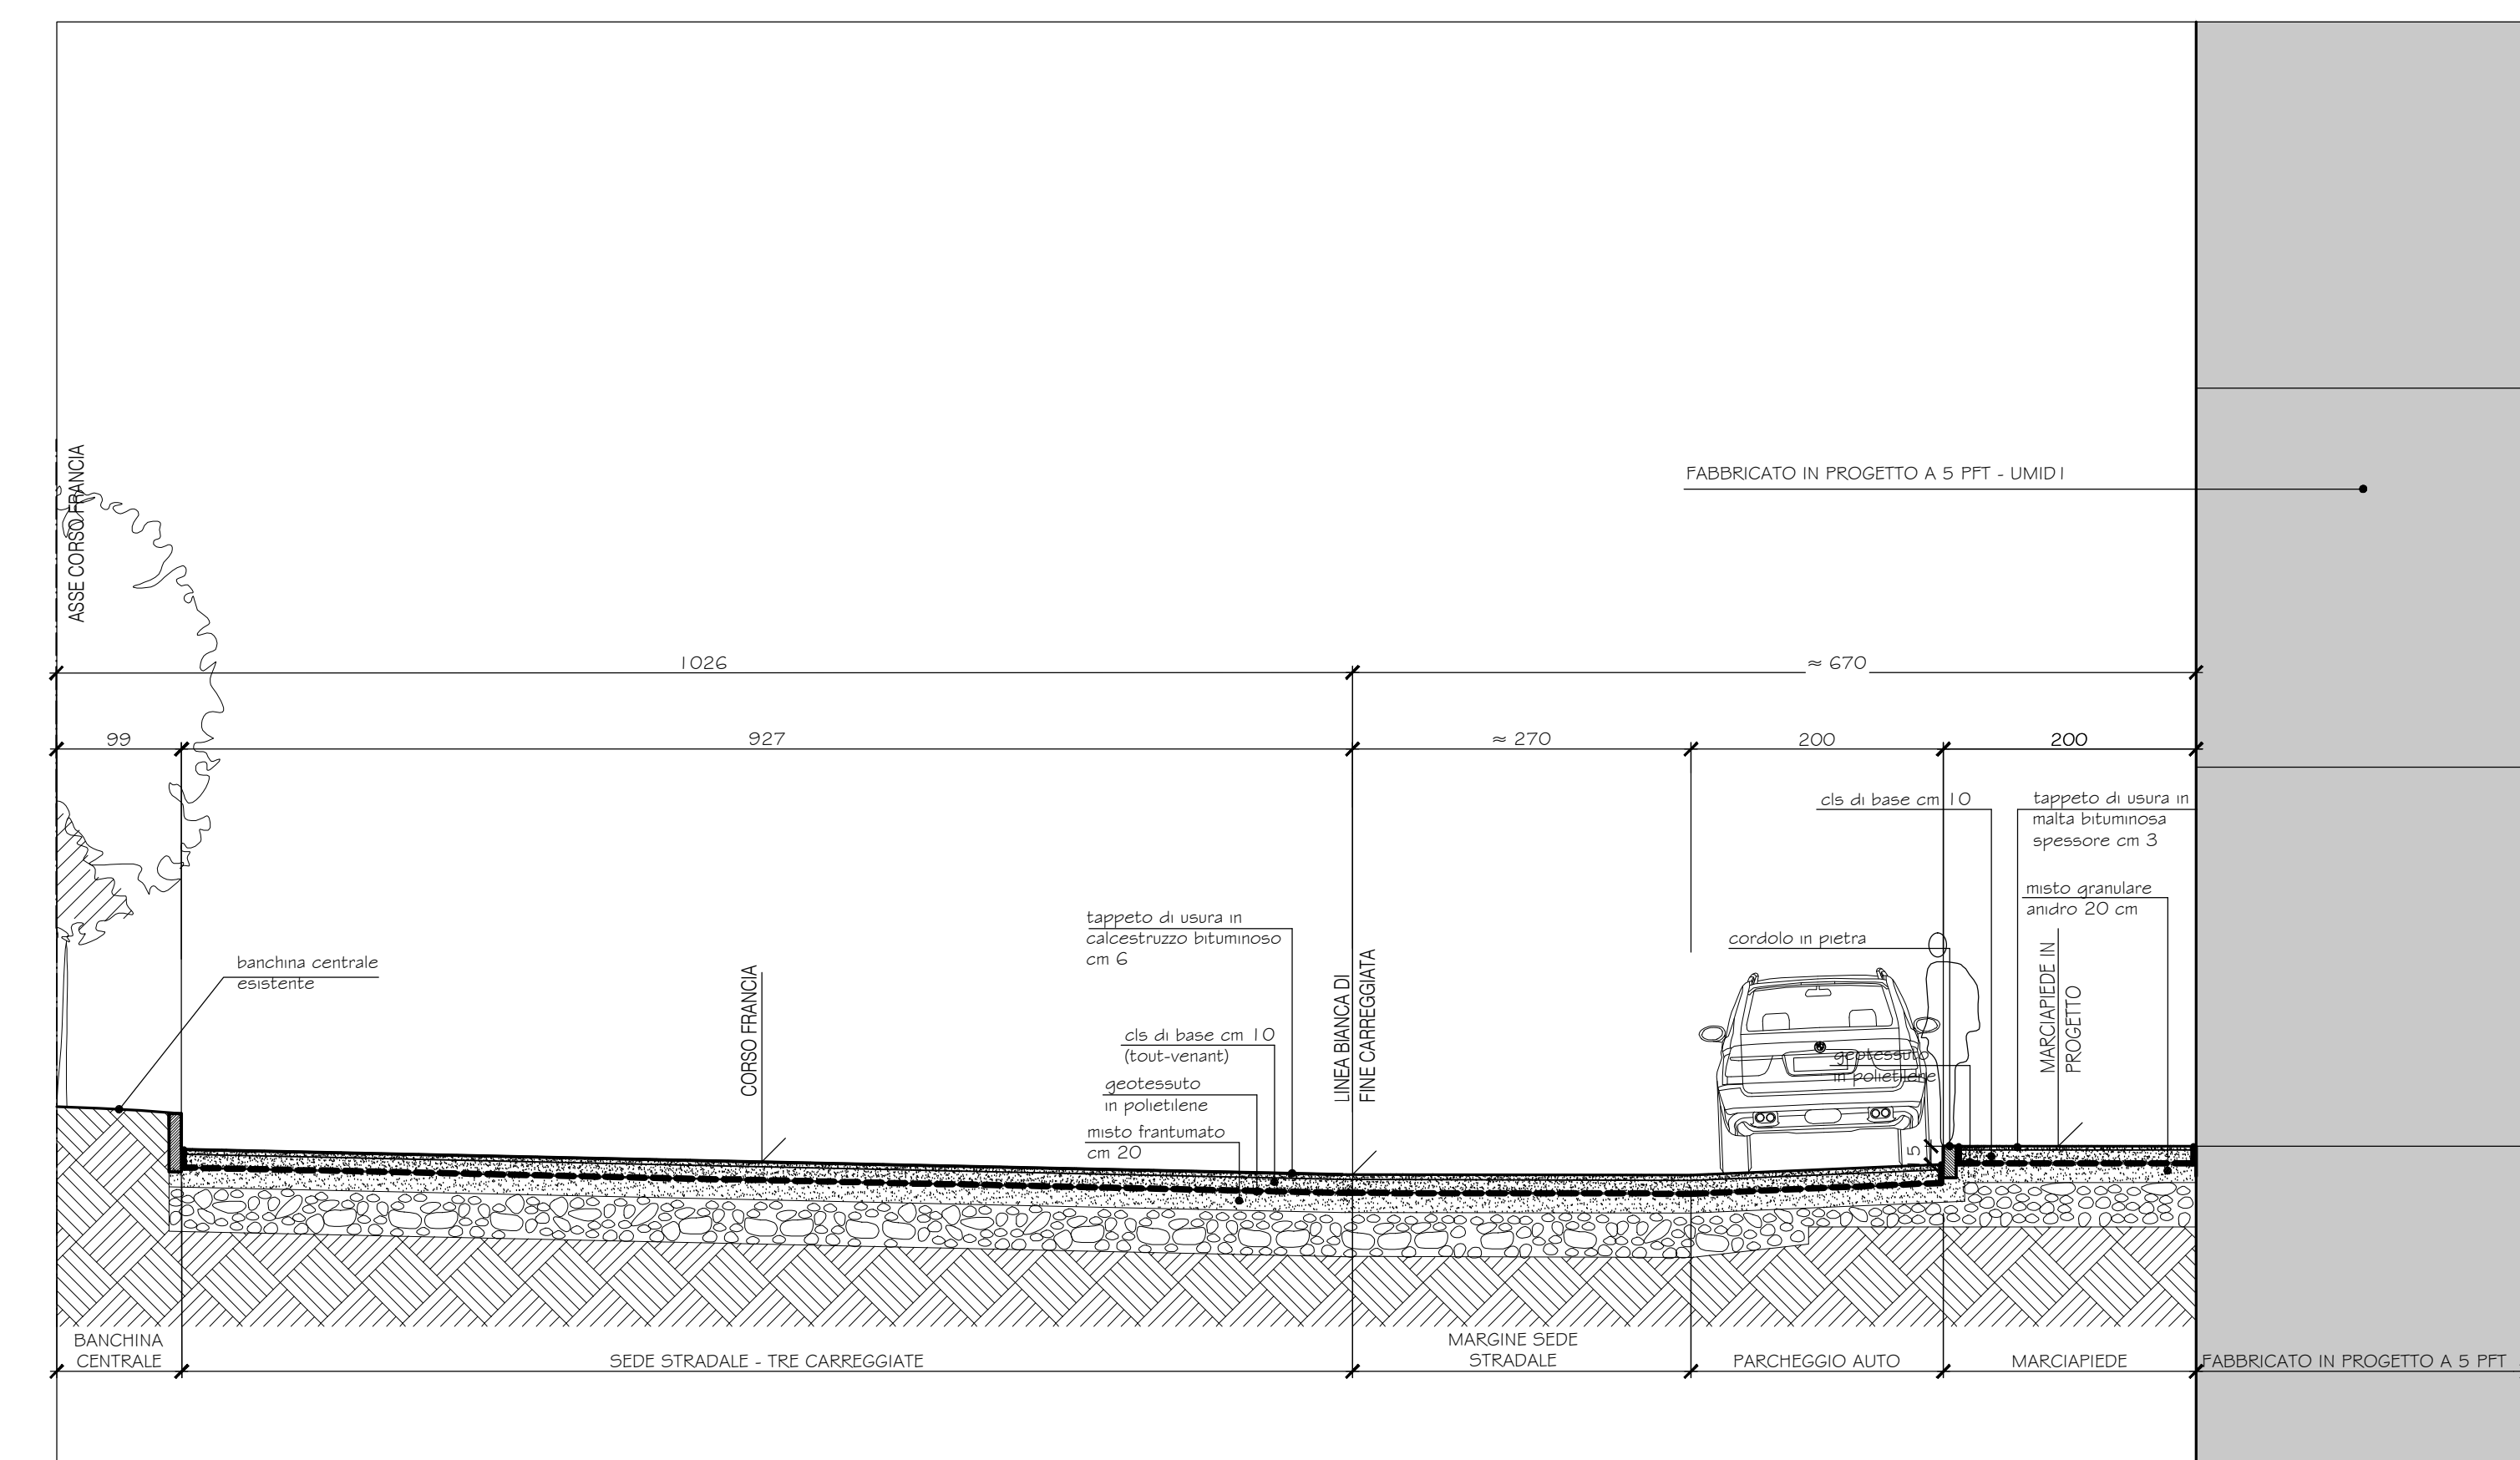 ASSE CORSO FRANCIA
FABBRICATO IN PROGETTO A 5 PFT - UMID1
1026
≈ 670
99
927
≈ 270
200
200
cls di base cm 10
tappeto di usura in
malta bituminosa
spessore cm 3
misto granulare
anidro 20 cm
tappeto di usura in
calcestruzzo bituminoso
cm 6
cordolo in pietra
banchina centrale
esistente
CORSO FRANCIA
cls di base cm 10
(tout-venant)
geotessuto
in polietilene
misto frantumato
cm 20
LINEA BIANCA DI
FINE CARREGGIATA
geotessuto
in polietilene
MARCIAPIEDE IN
PROGETTO
5
BANCHINA
CENTRALE
SEDE STRADALE - TRE CARREGGIATE
MARGINE SEDE
STRADALE
PARCHEGGIO AUTO
MARCIAPIEDE
FABBRICATO IN PROGETTO A 5 PFT